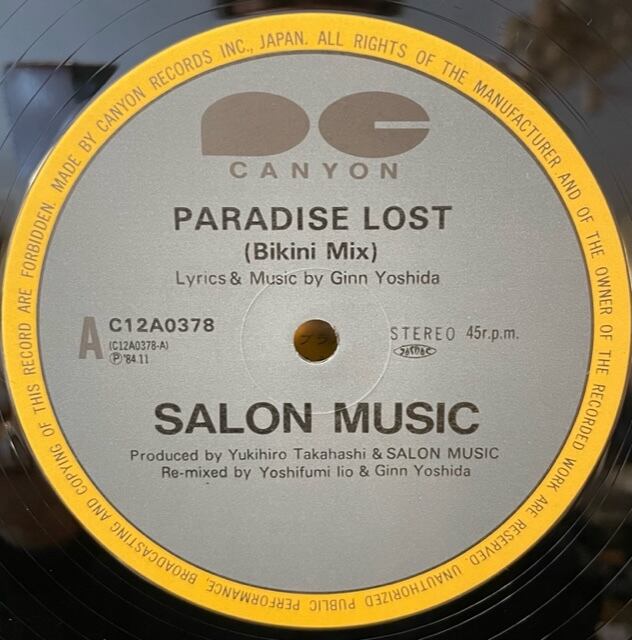 MADE BY CANYON RECORDS INC., JAPAN. ALL RIGHTS OF THE MANUFACTURER AND OF THE OWNER OF THE RECORDED WORK ARE RESERVED. UNAUTHORIZED PUBLIC PERFORMANCE, BROADCASTING AND COPYING OF THIS RECORD ARE FORBIDDEN.
CANYON
PARADISE LOST
(Bikini Mix)
Lyrics & Music by Ginn Yoshida
A C12A0378
(C12A0378-A)
Ⓟ'84.11
STEREO 45r.p.m.
JASRAC
SALON MUSIC
Produced by Yukihiro Takahashi & SALON MUSIC
Re-mixed by Yoshifumi Iio & Ginn Yoshida